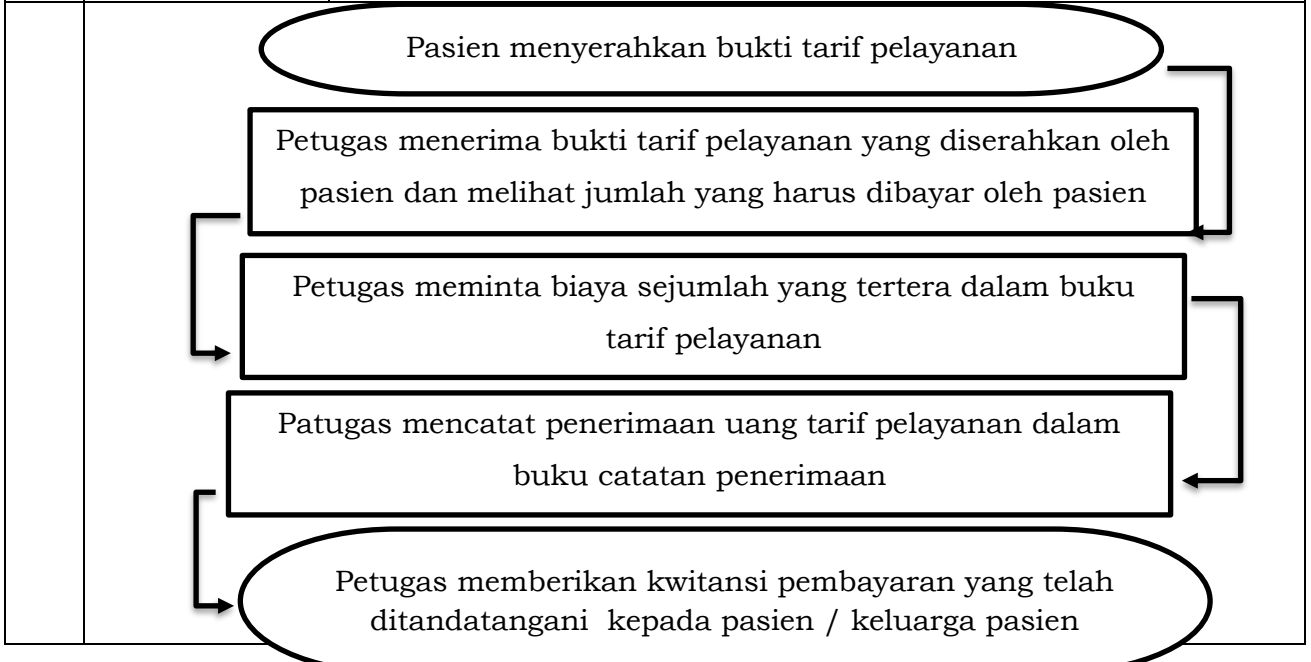 Pasien menyerahkan bukti tarif pelayanan
Petugas menerima bukti tarif pelayanan yang diserahkan oleh
pasien dan melihat jumlah yang harus dibayar oleh pasien
Petugas meminta biaya sejumlah yang tertera dalam buku
tarif pelayanan
Patugas mencatat penerimaan uang tarif pelayanan dalam
buku catatan penerimaan
Petugas memberikan kwitansi pembayaran yang telah
ditandatangani  kepada pasien / keluarga pasien